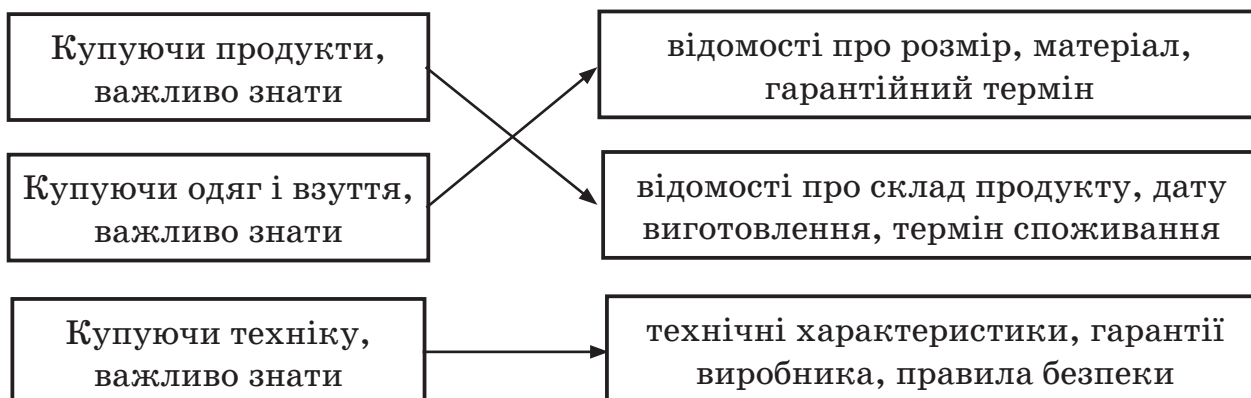 Купуючи продукти,
важливо знати
відомості про розмір, матеріал,
гарантійний термін
Купуючи одяг і взуття,
важливо знати
відомості про склад продукту, дату
виготовлення, термін споживання
Купуючи техніку,
важливо знати
технічні характеристики, гарантії
виробника, правила безпеки